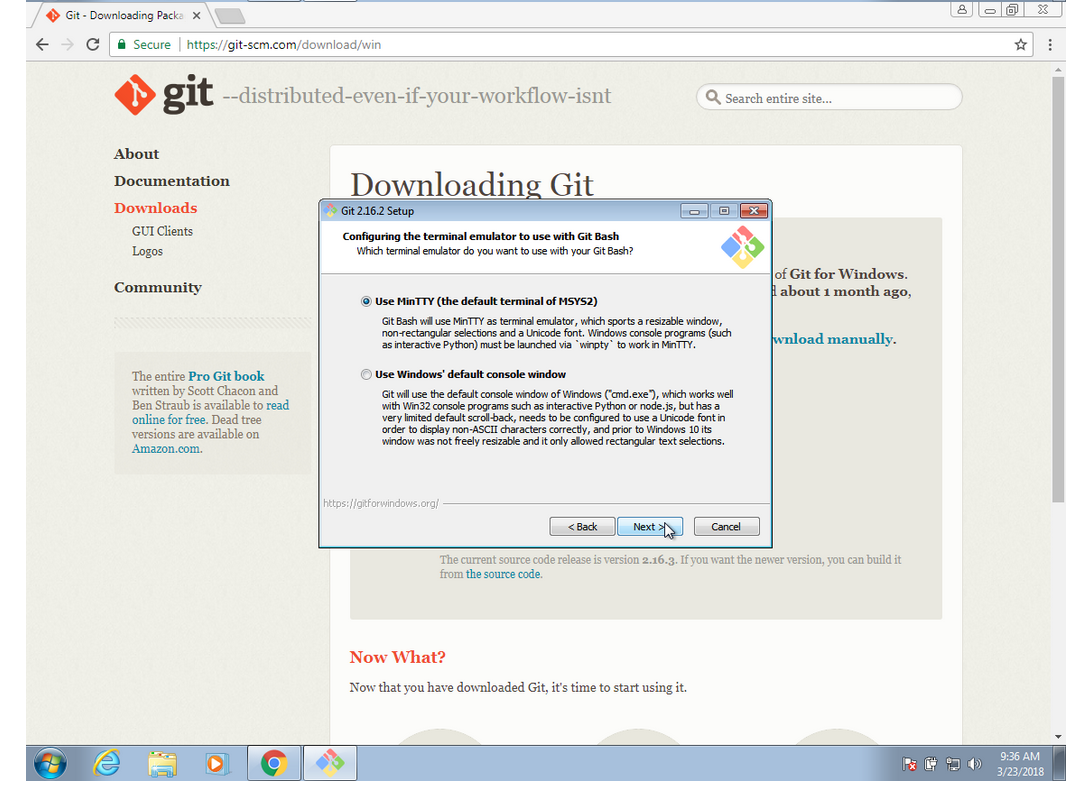 Git - Downloading Packa
Secure https://git-scm.com/download/win
git --distributed-even-if-your-workflow-isnt
Search entire site...
About
Documentation
Downloads
GUI Clients
Logos
Community
The entire Pro Git book
written by Scott Chacon and
Ben Straub is available to read
online for free. Dead tree
versions are available on
Amazon.com.
Downloading Git
of Git for Windows.
about 1 month ago,
wnload manually.
Git 2.16.2 Setup
Configuring the terminal emulator to use with Git Bash
Which terminal emulator do you want to use with your Git Bash?
Use MinTTY (the default terminal of MSYS2)
Git Bash will use MinTTY as terminal emulator, which sports a resizable window,
non-rectangular selections and a Unicode font. Windows console programs (such
as interactive Python) must be launched via `winpty` to work in MinTTY.
Use Windows' default console window
Git will use the default console window of Windows ("cmd.exe"), which works well
with Win32 console programs such as interactive Python or node.js, but has a
very limited default scroll-back, needs to be configured to use a Unicode font in
order to display non-ASCII characters correctly, and prior to Windows 10 its
window was not freely resizable and it only allowed rectangular text selections.
https://gitforwindows.org/
< Back Next > Cancel
The current source code release is version 2.16.3. If you want the newer version, you can build it
from the source code.
Now What?
Now that you have downloaded Git, it's time to start using it.
9:36 AM
3/23/2018